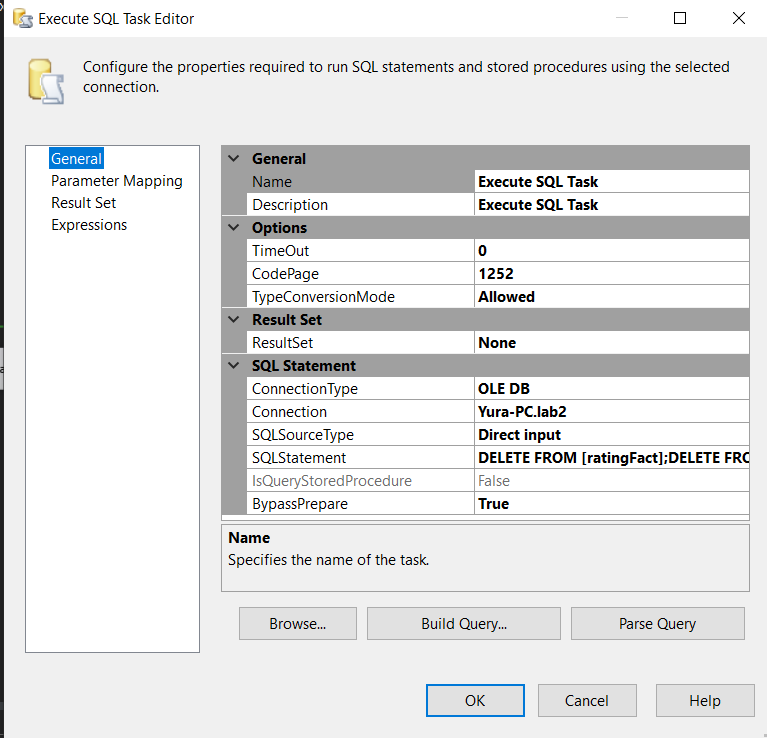 Execute SQL Task Editor
Configure the properties required to run SQL statements and stored procedures using the selected
connection.
General
Parameter Mapping
Result Set
Expressions
General
Name Execute SQL Task
Description Execute SQL Task
Options
TimeOut 0
CodePage 1252
TypeConversionMode Allowed
Result Set
ResultSet None
SQL Statement
ConnectionType OLE DB
Connection Yura-PC.lab2
SQLSourceType Direct input
SQLStatement DELETE FROM [ratingFact];DELETE FRO
IsQueryStoredProcedure False
BypassPrepare True
Name
Specifies the name of the task.
Browse... Build Query... Parse Query
OK Cancel Help